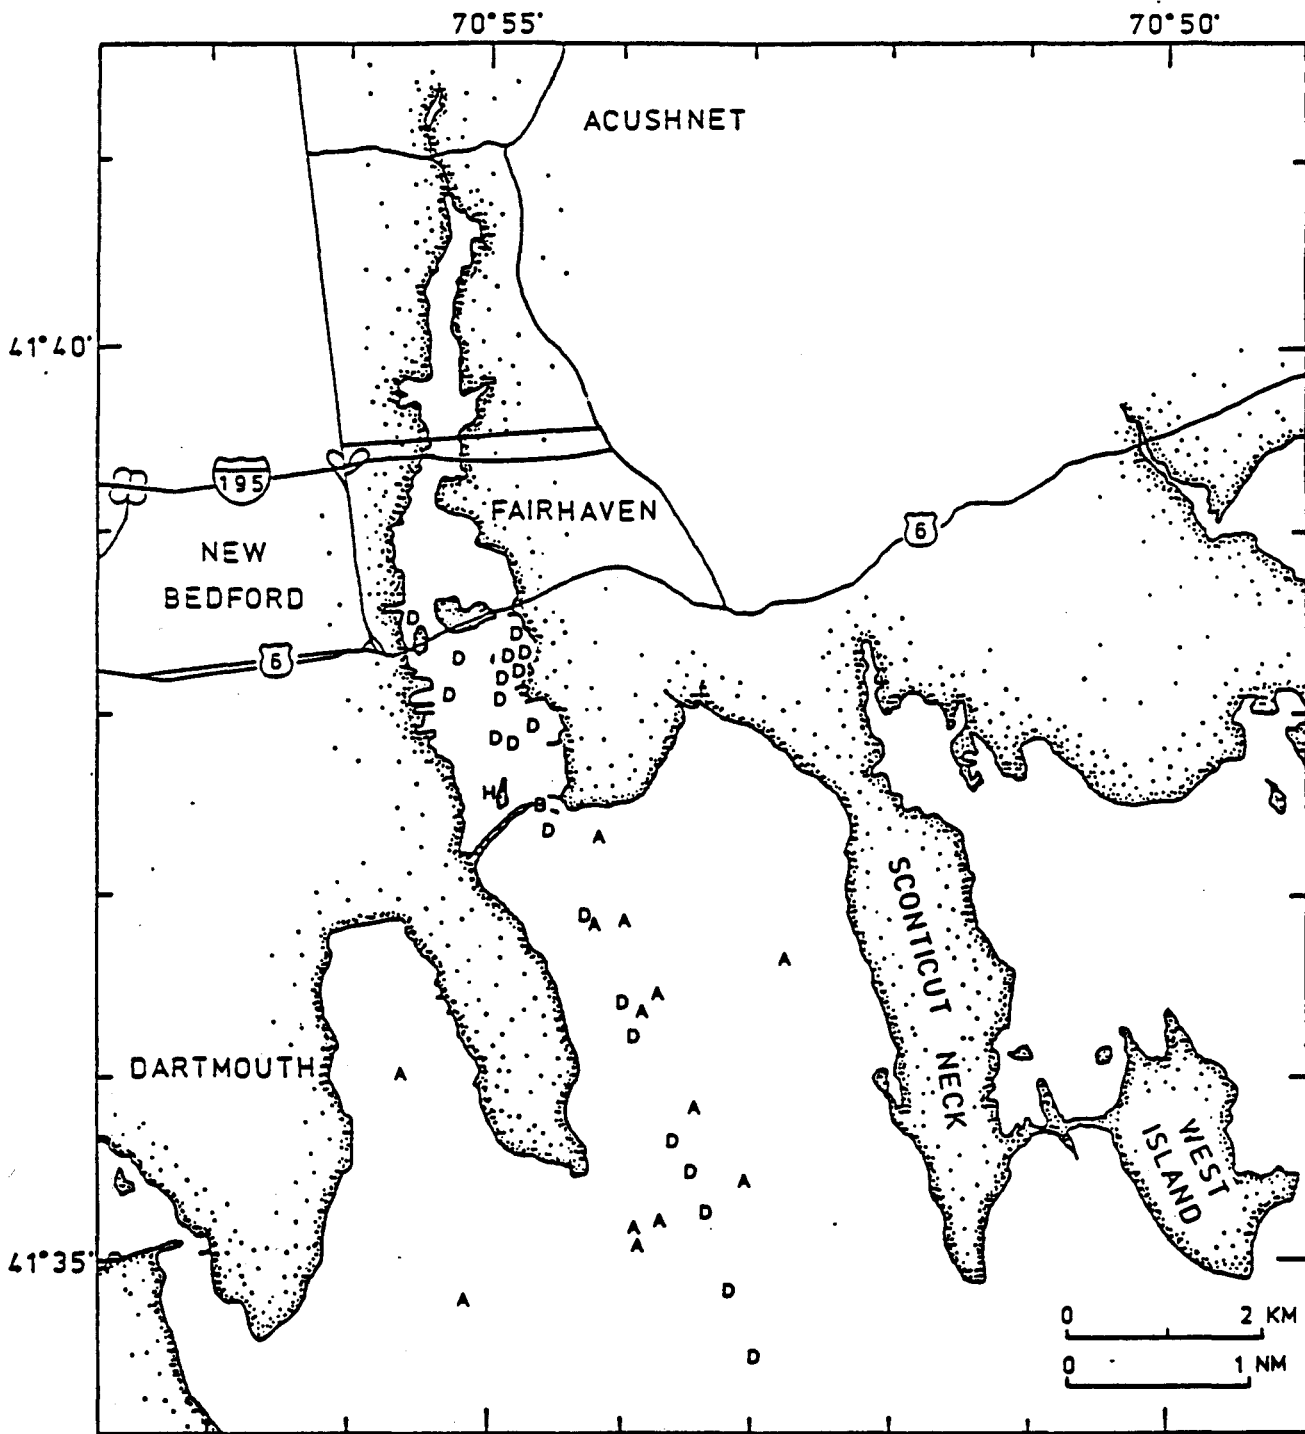 70°55' 70°50'
ACUSHNET
41°40'
195
FAIRHAVEN
6
NEW
BEDFORD
D
D
6
D D D
D D
D D
D
D D
H
B
D A
SCONTICUT
D A A
A
D A A
D
NECK
DARTMOUTH
A
A
WEST
ISLAND
D
D A
D
A A
A
41°35'
D
A
0 2 KM
D
0 1 NM